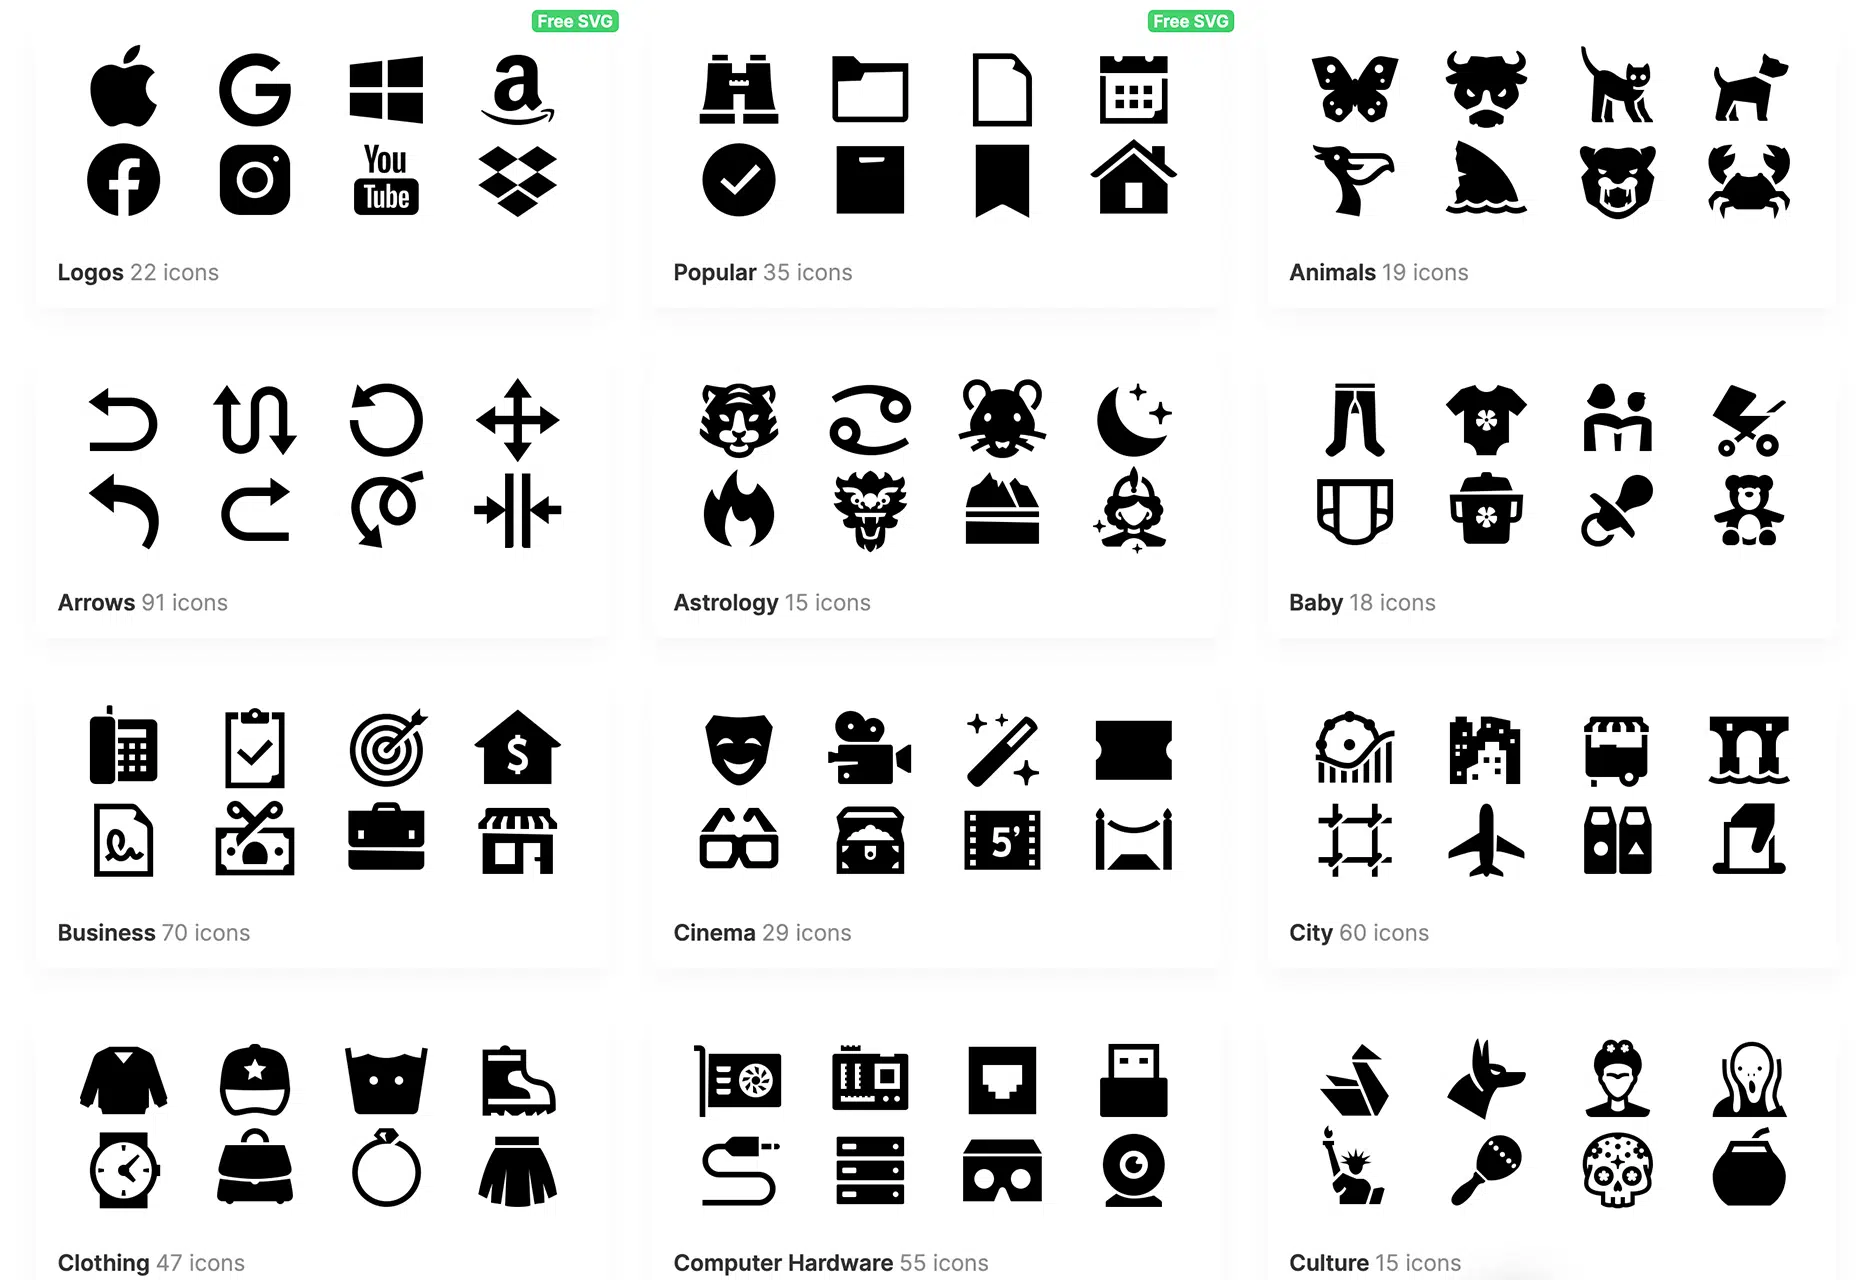 Free SVG
Free SVG
a
You
Tube
Logos 22 icons
Popular 35 icons
Animals 19 icons
Arrows 91 icons
Astrology 15 icons
Baby 18 icons
$
5’
Business 70 icons
Cinema 29 icons
City 60 icons
Clothing 47 icons
Computer Hardware 55 icons
Culture 15 icons